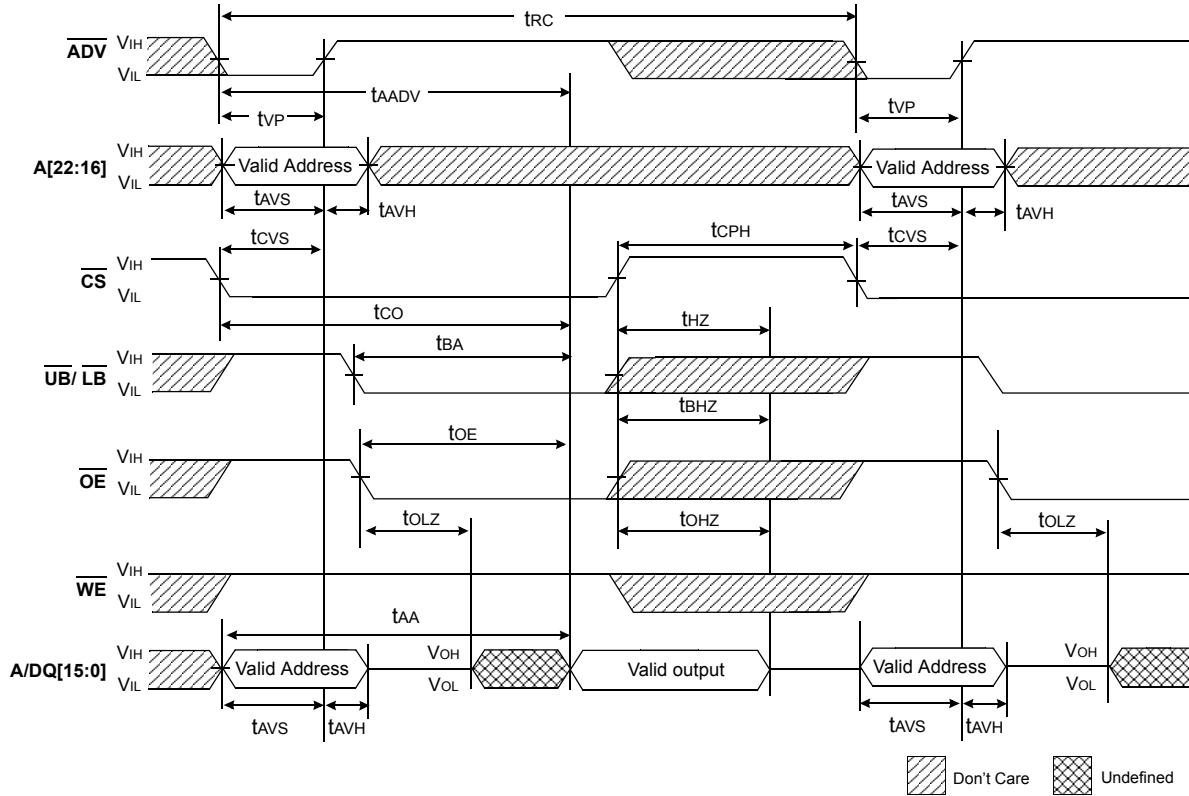 tRC
ADV VIH
VIL
tAADV
tVP tVP
A[22:16] VIH
VIL
Valid Address Valid Address
tAVS tAVH tAVS tAVH
tCVS tCPH tCVS
CS VIH
VIL
tCO tHZ
tBA
UB/ LB VIH
VIL
tBHZ
tOE
OE VIH
VIL
tOLZ tOHZ tOLZ
WE VIH
VIL
tAA
A/DQ[15:0] VIH
VIL
Valid Address VOH
VOL
Valid output Valid Address VOH
VOL
tAVS tAVH tAVS tAVH
Don't Care Undefined